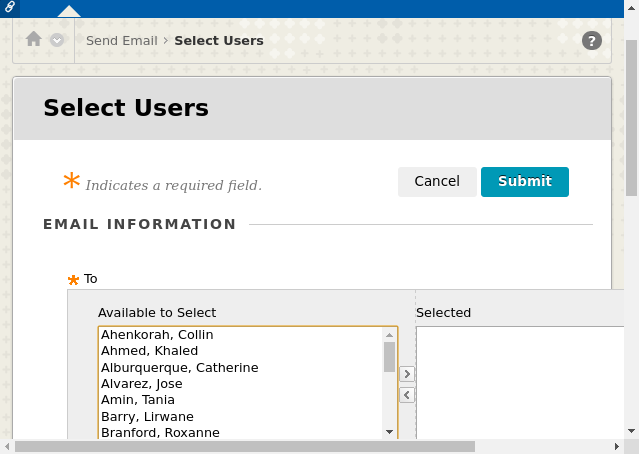 Send Email > Select Users
?
Select Users
* Indicates a required field.
Cancel
Submit
EMAIL INFORMATION
* To
Available to Select
Selected
Ahenkorah, Collin
Ahmed, Khaled
Alburquerque, Catherine
Alvarez, Jose
Amin, Tania
Barry, Lirwane
Branford, Roxanne